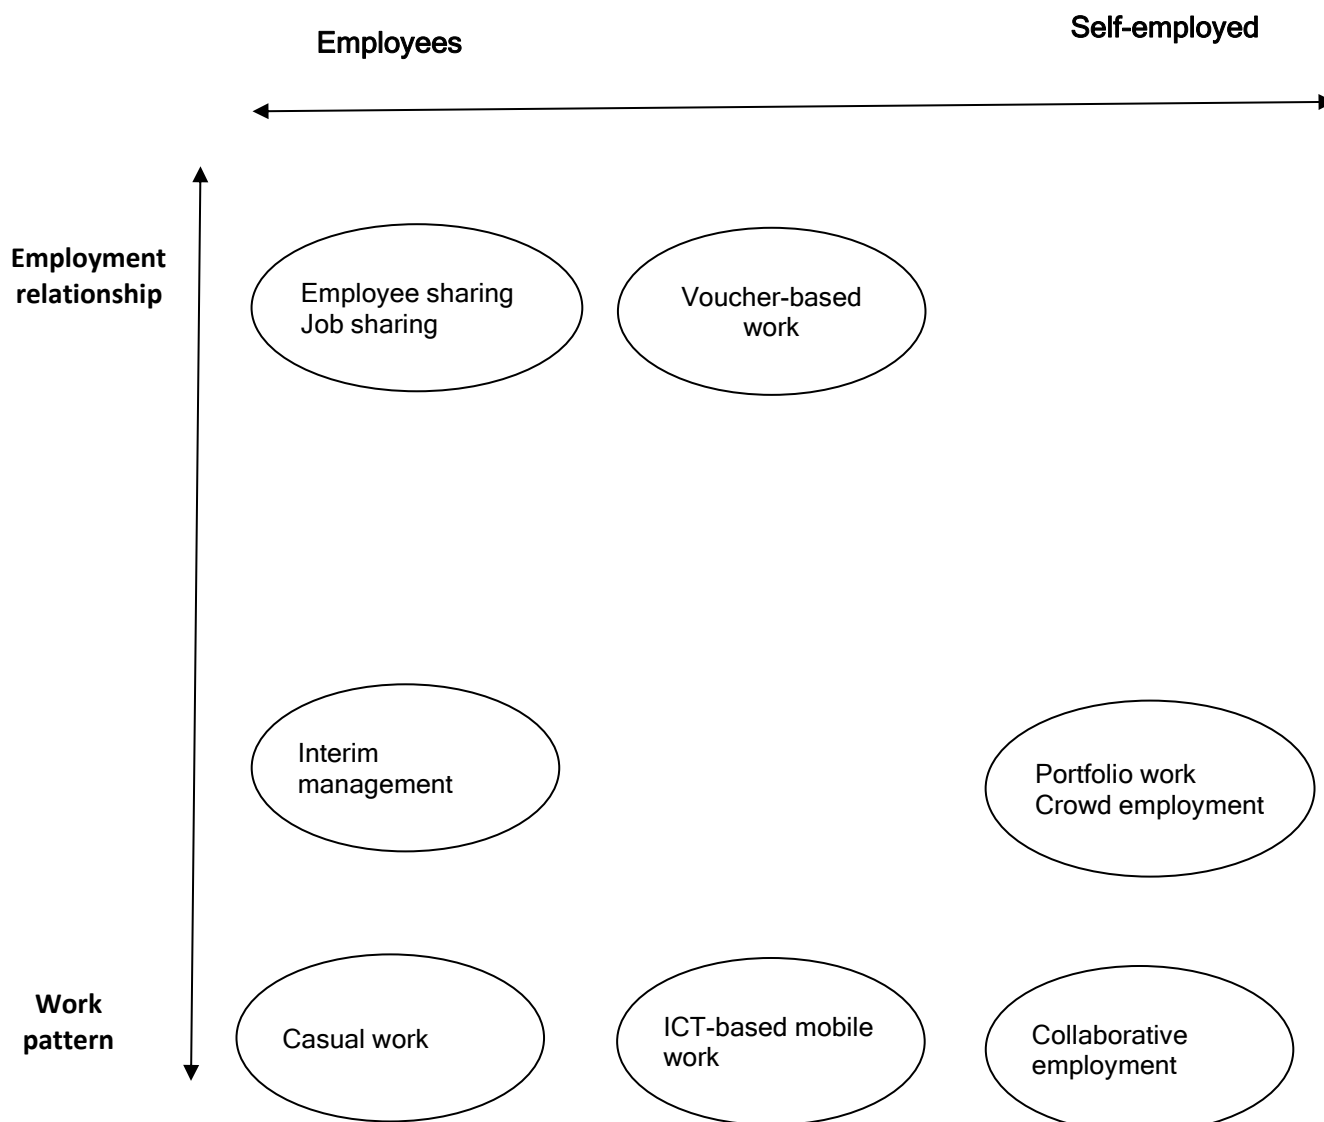 Employees
Self-employed
Employment
relationship
Employee sharing
Job sharing
Voucher-based
work
Interim
management
Portfolio work
Crowd employment
Work
pattern
Casual work
ICT-based mobile
work
Collaborative
employment